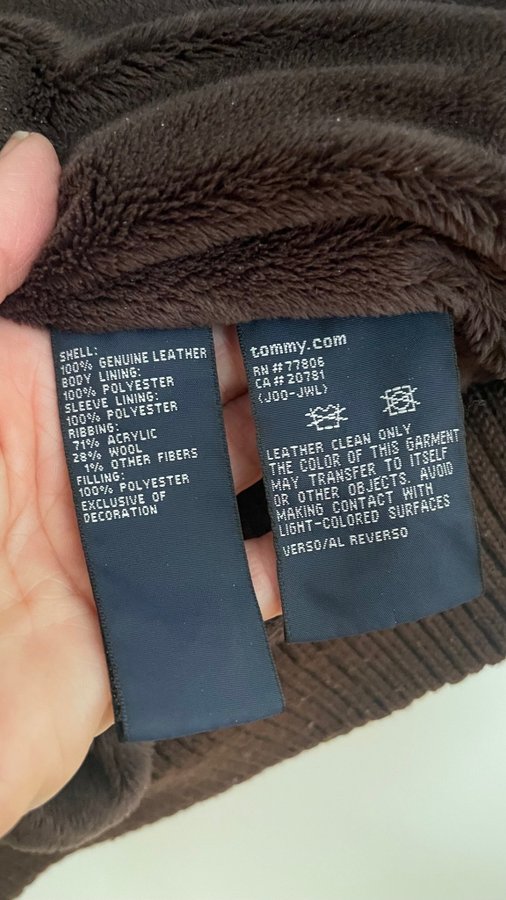 SHELL:
100% GENUINE LEATHER
BODY LINING:
100% POLYESTER
SLEEVE LINING:
100% POLYESTER
RIBBING:
71% ACRYLIC
28% WOOL
1% OTHER FIBERS
FILLING:
100% POLYESTER
EXCLUSIVE OF
DECORATION
tommy.com
RN # 77806
CA # 20781
(JOO-JWL)
LEATHER CLEAN ONLY
THE COLOR OF THIS GARMENT
MAY TRANSFER TO ITSELF
OR OTHER OBJECTS. AVOID
MAKING CONTACT WITH
LIGHT-COLORED SURFACES
VERSO/AL REVERSO